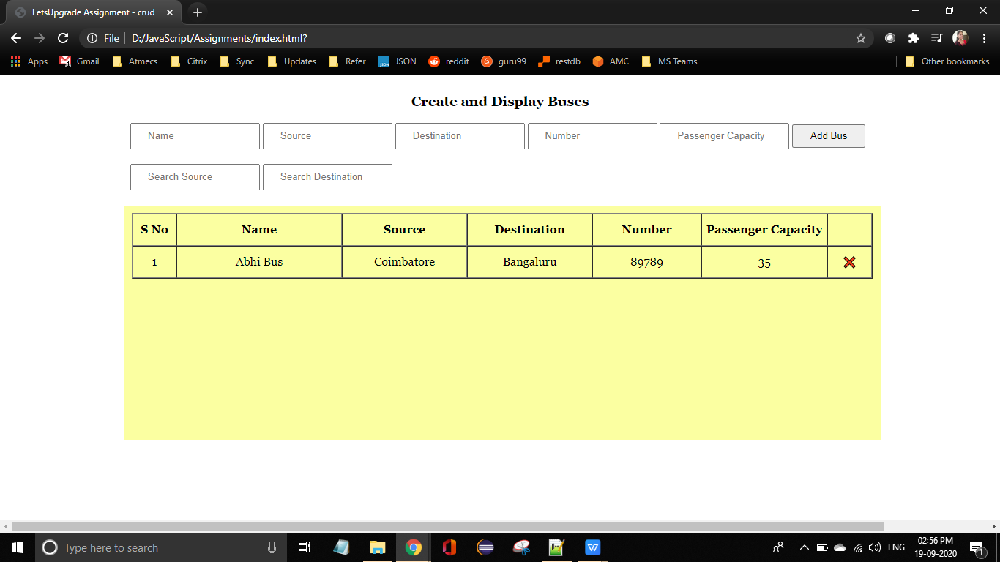 LetsUpgrade Assignment - crud
File D:/JavaScript/Assignments/index.html?
Apps 1 Gmail Atmecs Citrix Sync Updates Refer JSON JSON reddit guru99 restdb AMC MS Teams Other bookmarks
Create and Display Buses
Name Source Destination Number Passenger Capacity Add Bus
Search Source Search Destination
S No Name Source Destination Number Passenger Capacity
1 Abhi Bus Coimbatore Bangaluru 89789 35
Type here to search ENG 02:56 PM
19-09-2020 1